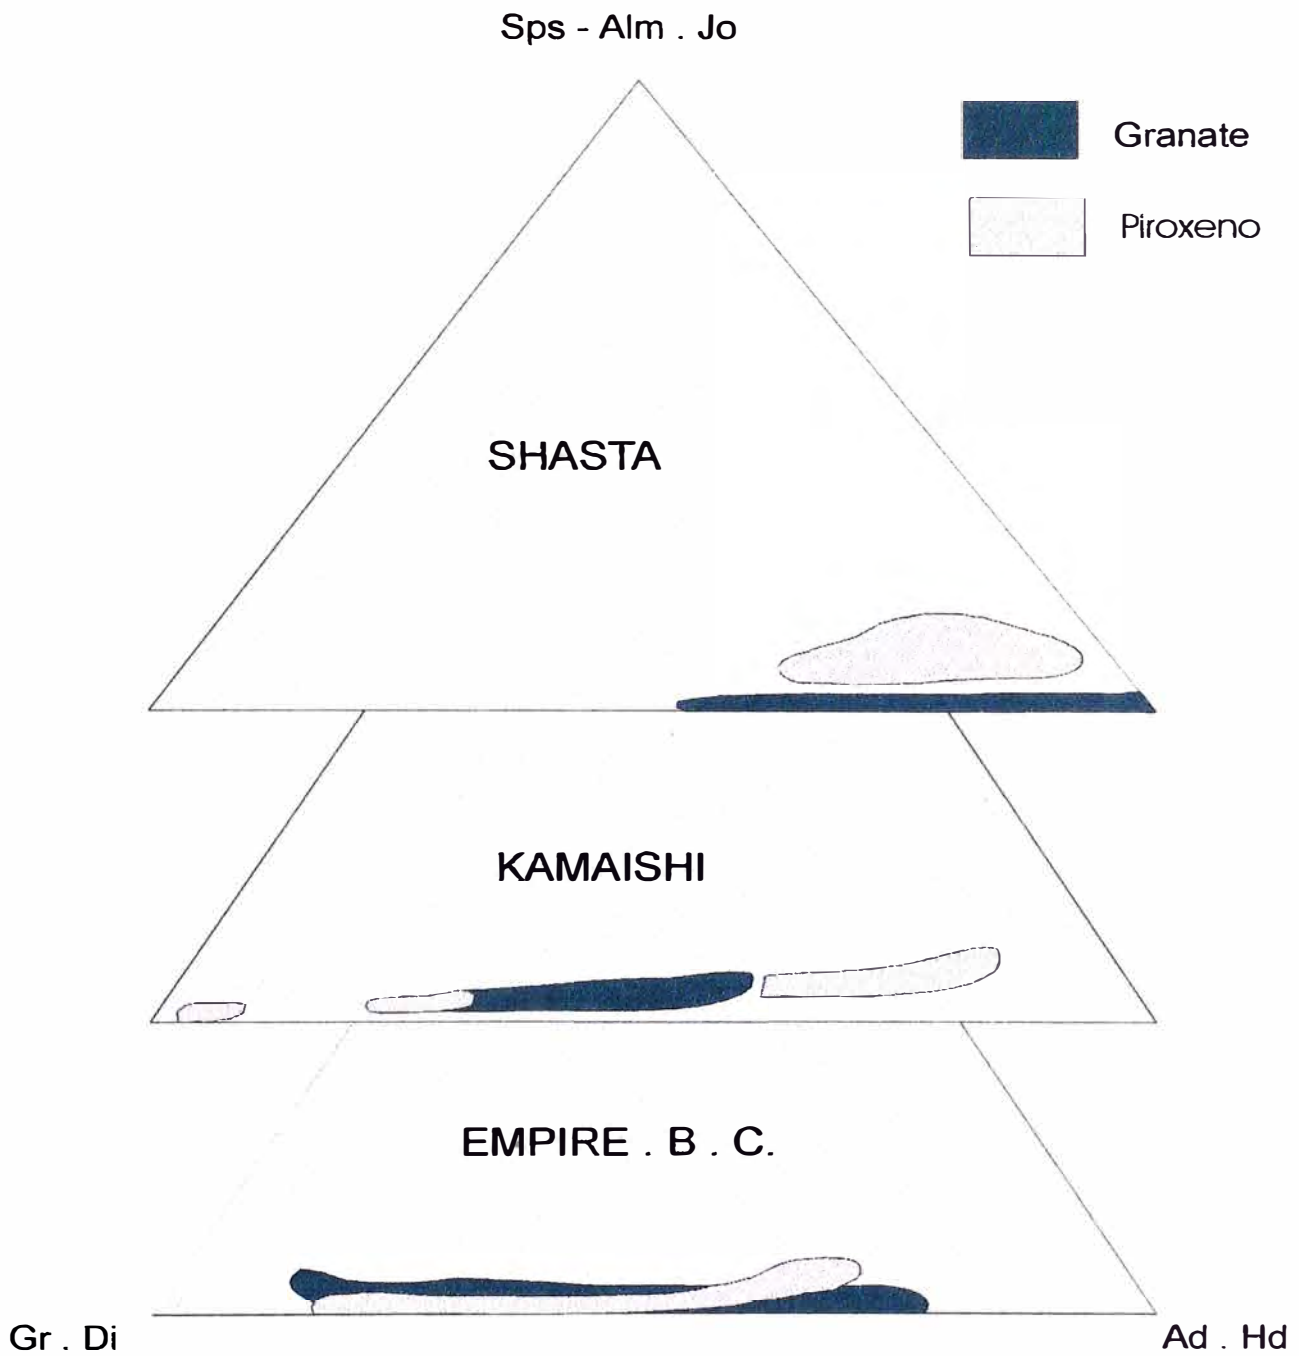 Sps - Alm . Jo
Granate
Piroxeno
SHASTA
KAMAISHI
EMPIRE . B . C.
Gr . Di
Ad . Hd